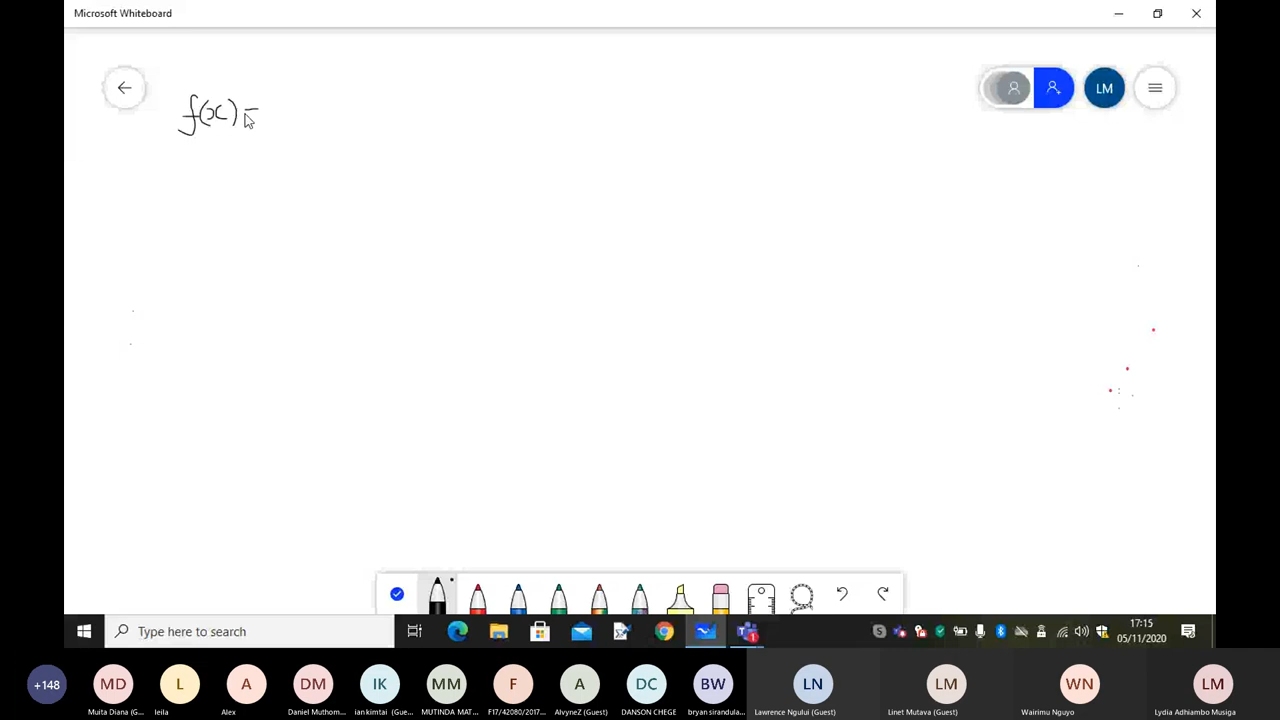 Microsoft Whiteboard
LM
f(x) =
Type here to search
1
17:15
05/11/2020
+148
MD
L
A
DM
IK
MM
F
A
DC
BW
LN
LM
WN
LM
Muita Diana (G...
leila
Alex
Daniel Muthom...
ian kimtai (Gue...
MUTINDA MAT...
F17/42080/2017...
AlvyneZ (Guest)
DANSON CHEGE
bryan sirandula...
Lawrence Ngului (Guest)
Linet Mutava (Guest)
Wairimu Nguyo
Lydia Adhiambo Musiga